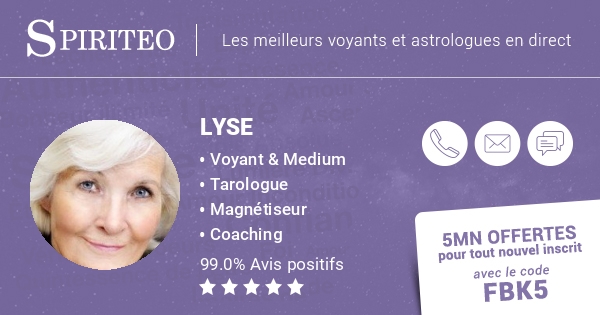 SPIRITEO
Les meilleurs voyants et astrologues en direct
LYSE
• Voyant & Medium
• Tarologue
• Magnétiseur
• Coaching
99.0% Avis positifs
5MN OFFERTES
pour tout nouvel inscrit
avec le code
FBK5